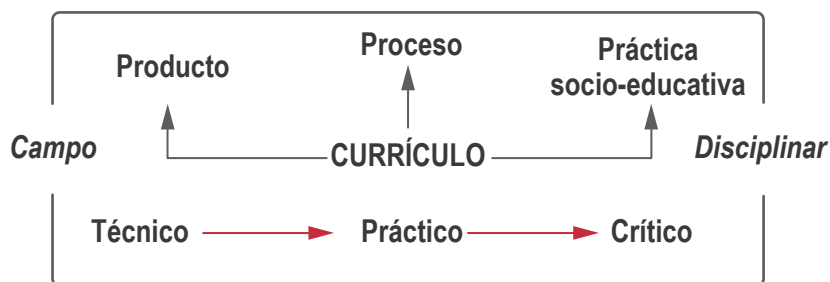 Producto
Proceso
Práctica
socio-educativa
Campo
CURRÍCULO
Disciplinar
Técnico
Práctico
Crítico